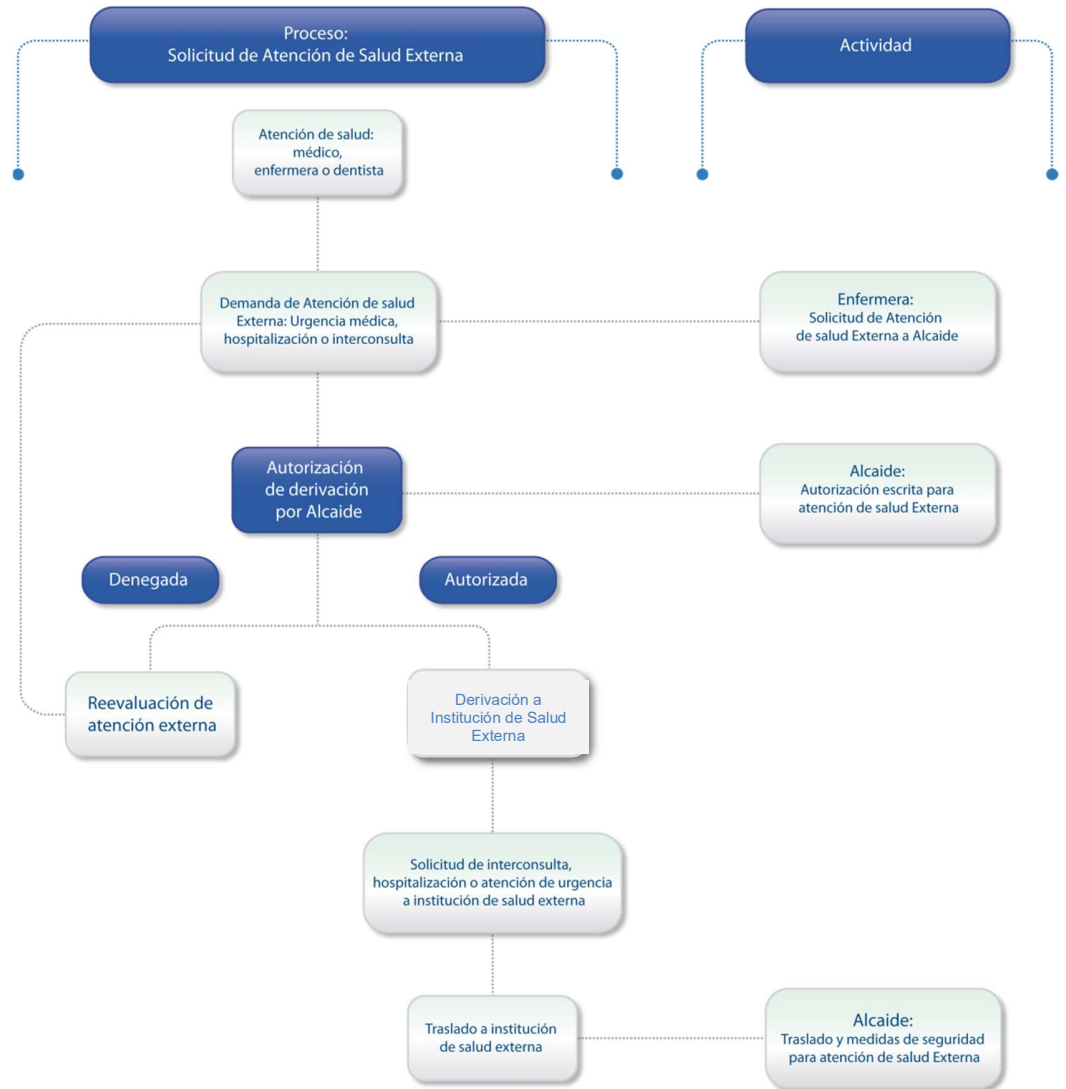 Proceso:
Solicitud de Atención de Salud Externa
Actividad
Atención de salud:
médico,
enfermera o dentista
Demanda de Atención de salud
Externa: Urgencia médica,
hospitalización o interconsulta
Enfermera:
Solicitud de Atención
de salud Externa a Alcaide
Autorización
de derivación
por Alcaide
Alcaide:
Autorización escrita para
atención de salud Externa
Denegada
Autorizada
Reevaluación de
atención externa
Derivación a
Institución de Salud
Externa
Solicitud de interconsulta,
hospitalización o atención de urgencia
a institución de salud externa
Traslado a institución
de salud externa
Alcaide:
Traslado y medidas de seguridad
para atención de salud Externa